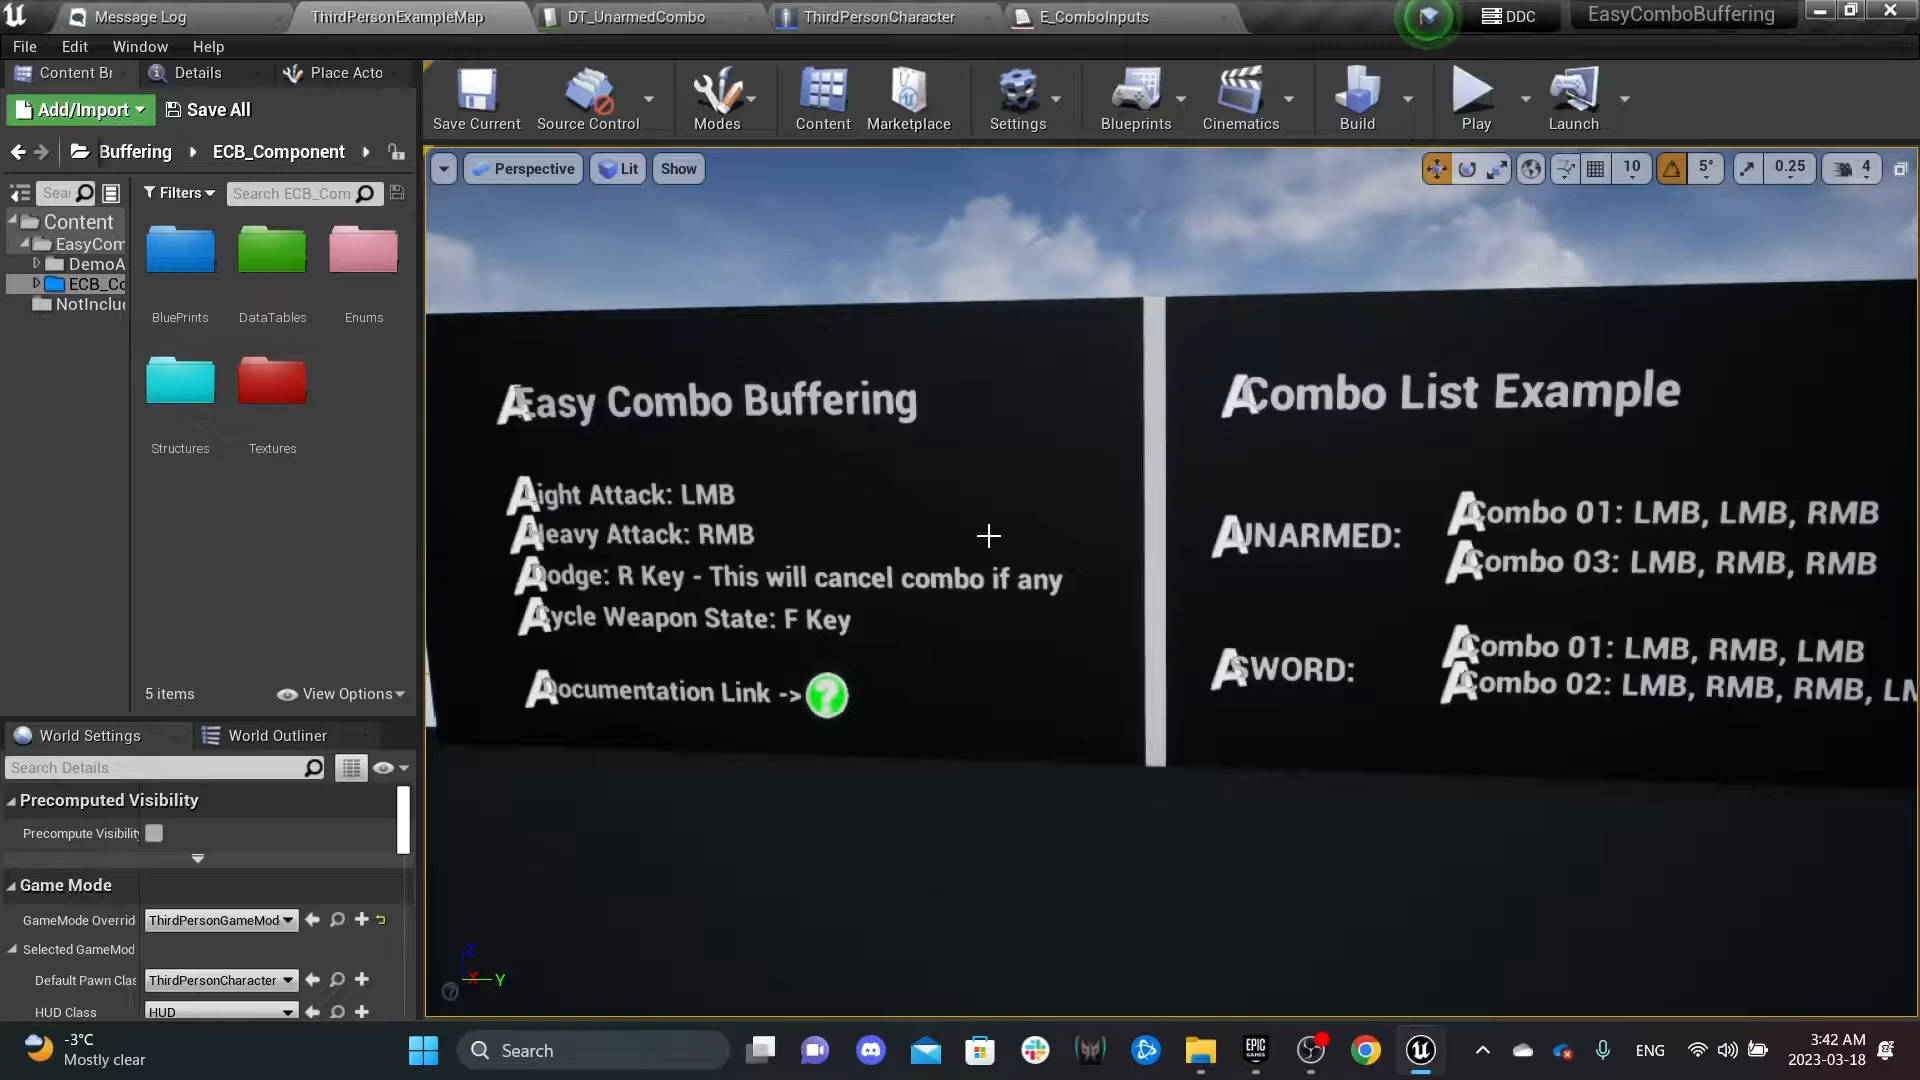 Message Log
ThirdPersonExampleMap
DT_UnarmedCombo
ThirdPersonCharacter
E_ComboInputs
DDC
EasyComboBuffering
File Edit Window Help
Content Br
Details
Place Acto
Add/Import
Save All
Save Current
Source Control
Modes
Content
Marketplace
Settings
Blueprints
Cinematics
Build
Play
Launch
Buffering
ECB_Component
Perspective
Lit
Show
10
5°
0.25
4
Sea
Filters
Search ECB_Com
Content
EasyCom
DemoA
ECB_Co
NotInclu
BluePrints
DataTables
Enums
Structures
Textures
5 items
View Options
Easy Combo Buffering
Light Attack: LMB
Heavy Attack: RMB
Dodge: R Key - This will cancel combo if any
Cycle Weapon State: F Key
Documentation Link ->
?
Combo List Example
UNARMED:
Combo 01: LMB, LMB, RMB
Combo 03: LMB, RMB, RMB
SWORD:
Combo 01: LMB, RMB, LMB
Combo 02: LMB, RMB, RMB, LM
World Settings
World Outliner
Search Details
Precomputed Visibility
Precompute Visibilit
Game Mode
GameMode Overrid
ThirdPersonGameMod
Selected GameMod
Default Pawn Clas
ThirdPersonCharacter
HUD Class
HUD
Z
X
Y
-3°C
Mostly clear
Search
EPIC
GAMES
ENG
3:42 AM
2023-03-18